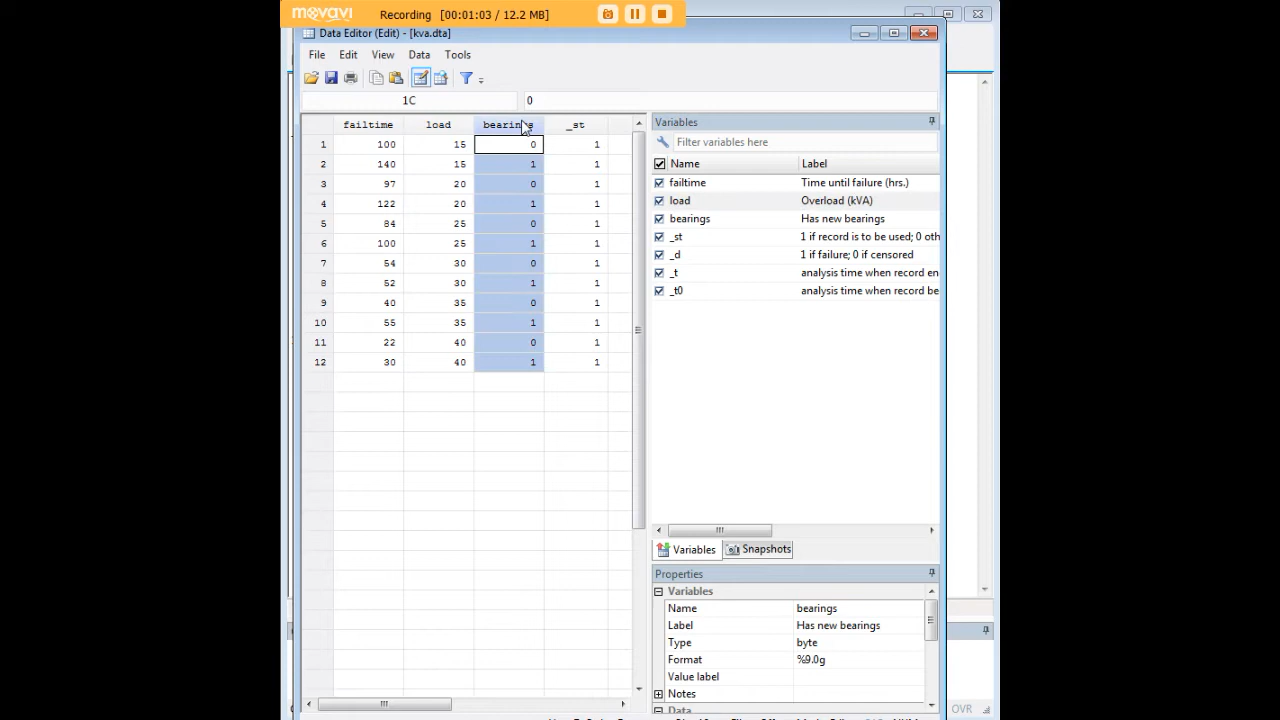 movavi Recording [00:01:03 / 12.2 MB]
Data Editor (Edit) - [kva.dta]
File Edit View Data Tools
1C 0
failtime load bearings _st
1 100 15 0 1
2 140 15 1 1
3 97 20 0 1
4 122 20 1 1
5 84 25 0 1
6 100 25 1 1
7 54 30 0 1
8 52 30 1 1
9 40 35 0 1
10 55 35 1 1
11 22 40 0 1
12 30 40 1 1
Variables
Filter variables here
Name Label
failtime Time until failure (hrs.)
load Overload (kVA)
bearings Has new bearings
_st 1 if record is to be used; 0 oth
_d 1 if failure; 0 if censored
_t analysis time when record en
_t0 analysis time when record be
Variables Snapshots
Properties
Variables
Name bearings
Label Has new bearings
Type byte
Format %9.0g
Value label
Notes
Data
OVR